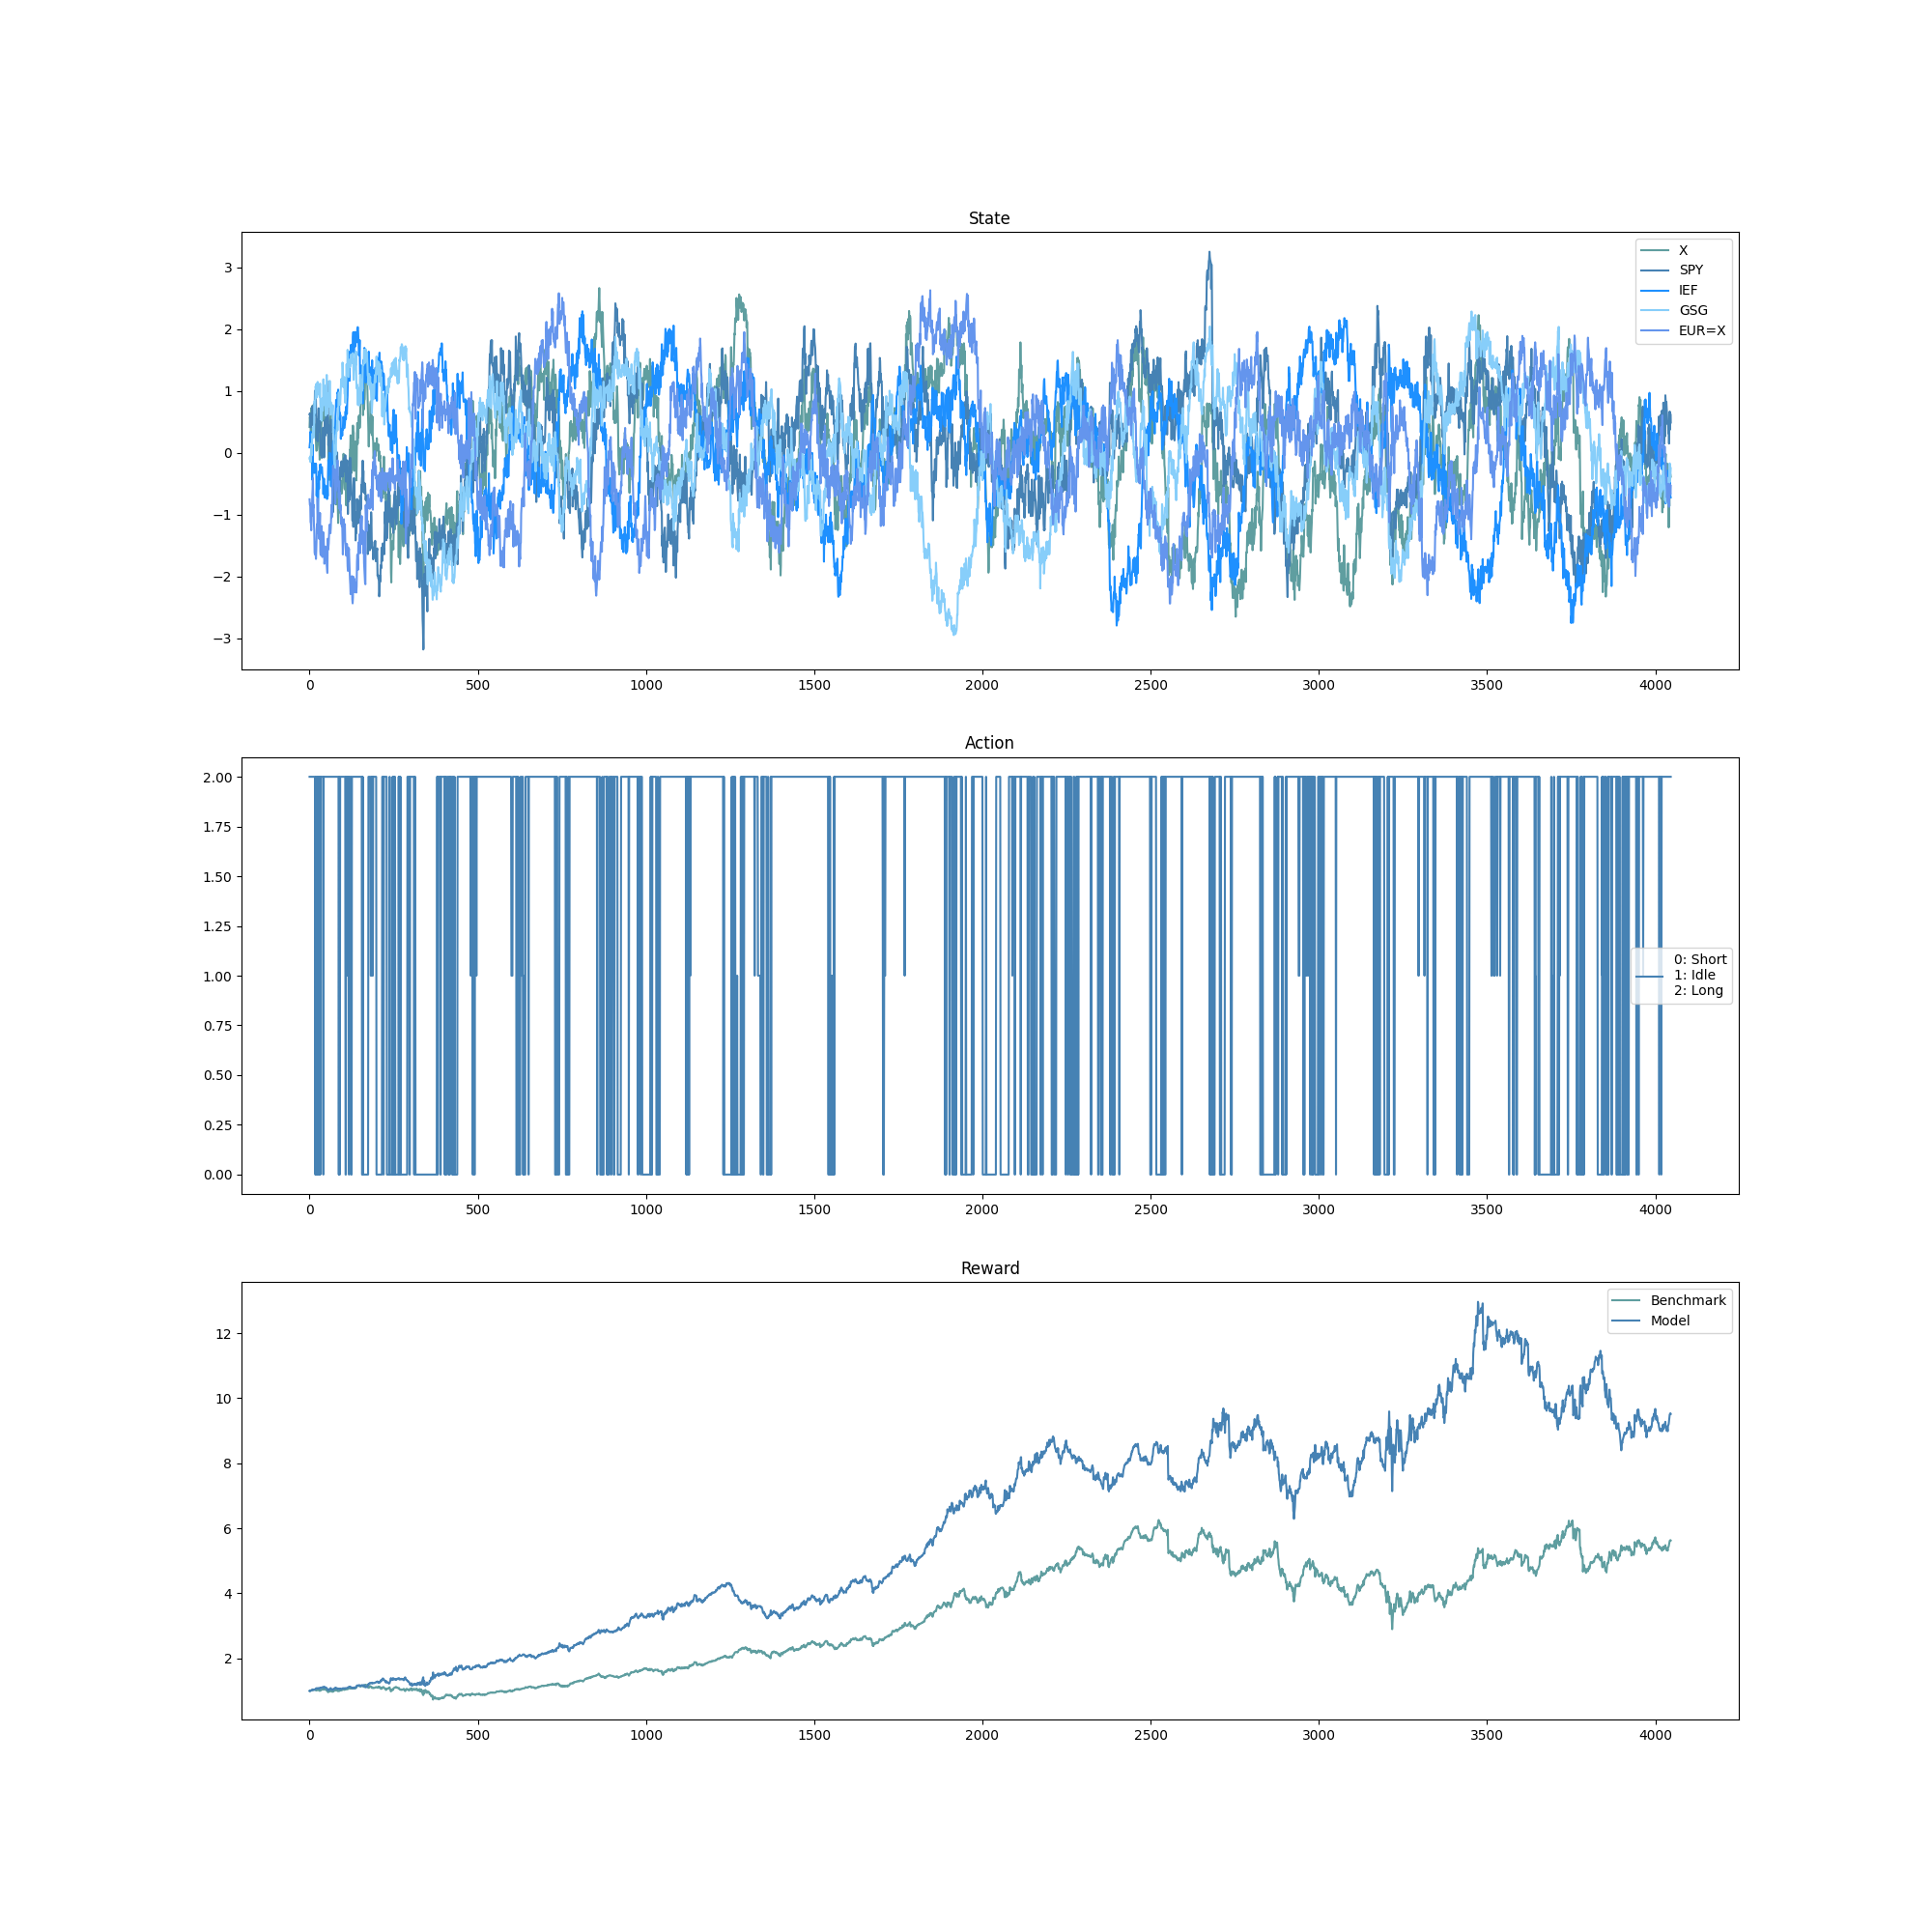 State
3
2
1
0
−1
−2
−3
X
SPY
IEF
GSG
EUR=X
0 500 1000 1500 2000 2500 3000 3500 4000
Action
2.00
1.75
1.50
1.25
1.00
0.75
0.50
0.25
0.00
0: Short
1: Idle
2: Long
0 500 1000 1500 2000 2500 3000 3500 4000
Reward
12
10
8
6
4
2
Benchmark
Model
0 500 1000 1500 2000 2500 3000 3500 4000